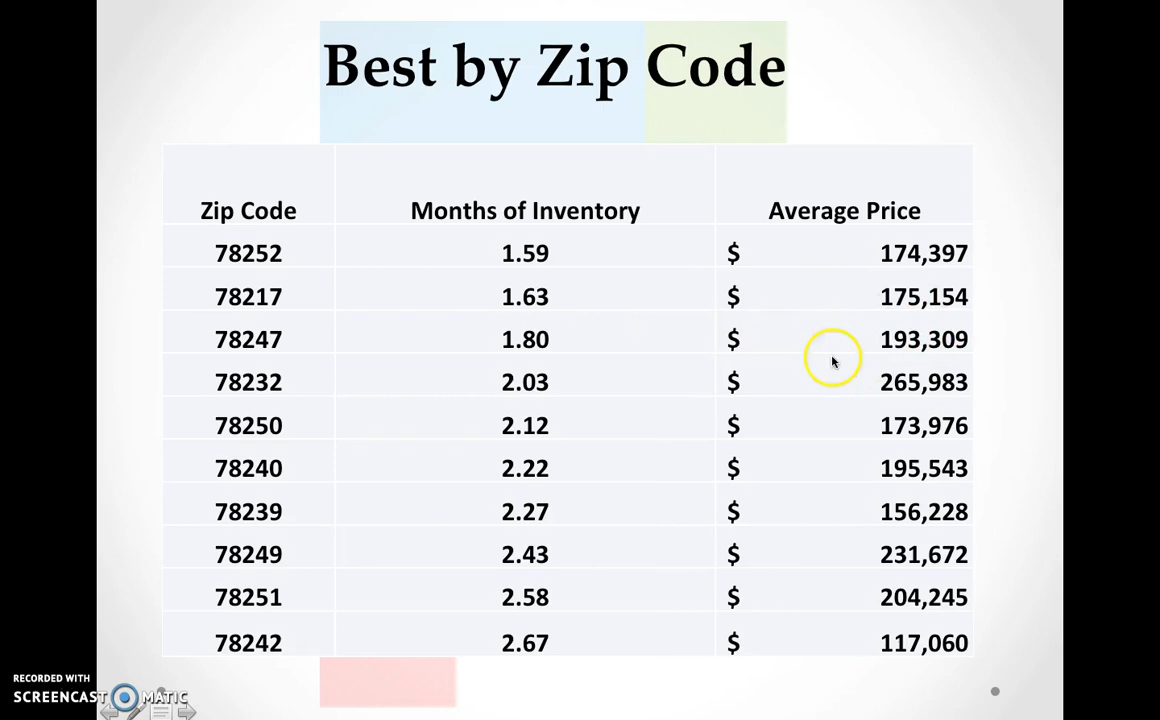 Best by Zip Code
Zip Code Months of Inventory Average Price
78252 1.59 $ 174,397
78217 1.63 $ 175,154
78247 1.80 $ 193,309
78232 2.03 $ 265,983
78250 2.12 $ 173,976
78240 2.22 $ 195,543
78239 2.27 $ 156,228
78249 2.43 $ 231,672
78251 2.58 $ 204,245
78242 2.67 $ 117,060
RECORDED WITH
SCREENCAST MATIC